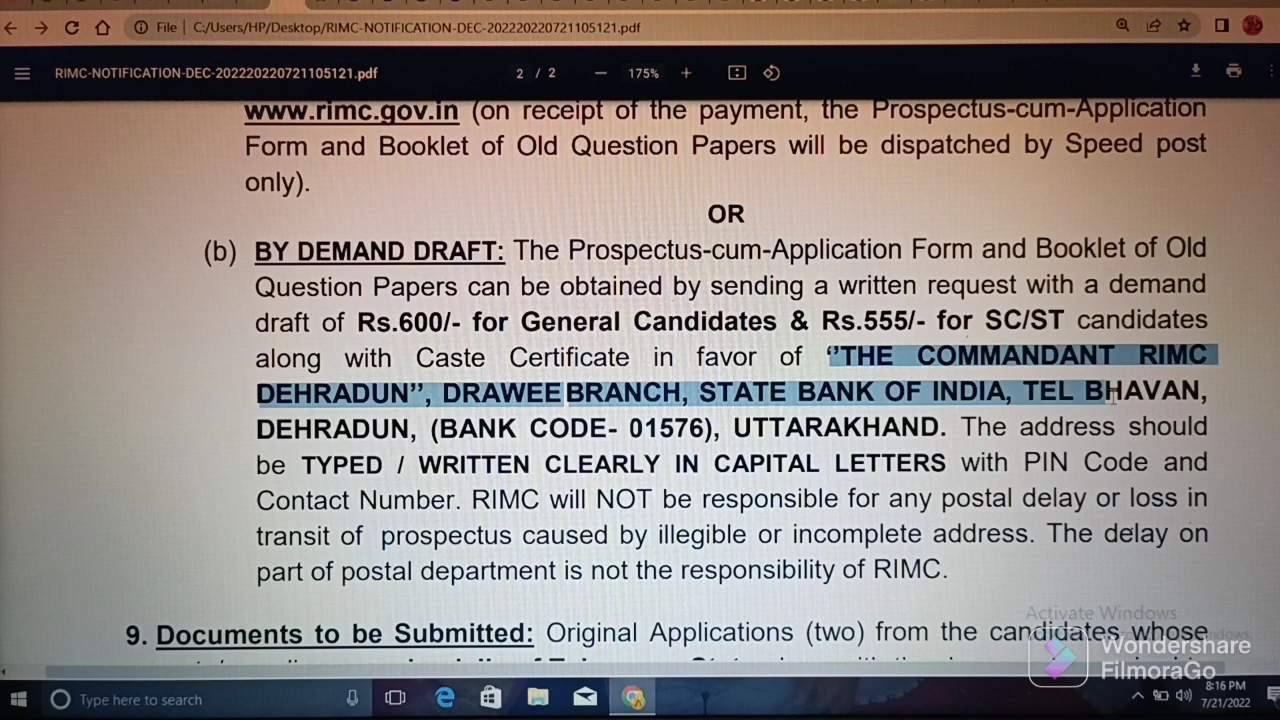 File | C:/Users/HP/Desktop/RIMC-NOTIFICATION-DEC-202220220721105121.pdf
RIMC-NOTIFICATION-DEC-202220220721105121.pdf 2 / 2 — 175% +
www.rimc.gov.in (on receipt of the payment, the Prospectus-cum-Application
Form and Booklet of Old Question Papers will be dispatched by Speed post
only).
OR
(b) BY DEMAND DRAFT: The Prospectus-cum-Application Form and Booklet of Old
Question Papers can be obtained by sending a written request with a demand
draft of Rs.600/- for General Candidates & Rs.555/- for SC/ST candidates
along with Caste Certificate in favor of ‘’THE COMMANDANT RIMC
DEHRADUN’’, DRAWEE BRANCH, STATE BANK OF INDIA, TEL BHAVAN,
DEHRADUN, (BANK CODE- 01576), UTTARAKHAND. The address should
be TYPED / WRITTEN CLEARLY IN CAPITAL LETTERS with PIN Code and
Contact Number. RIMC will NOT be responsible for any postal delay or loss in
transit of prospectus caused by illegible or incomplete address. The delay on
part of postal department is not the responsibility of RIMC.
Activate Windows
9. Documents to be Submitted: Original Applications (two) from the candidates whose
Wondershare
FilmoraGo
Type here to search
8:16 PM
7/21/2022